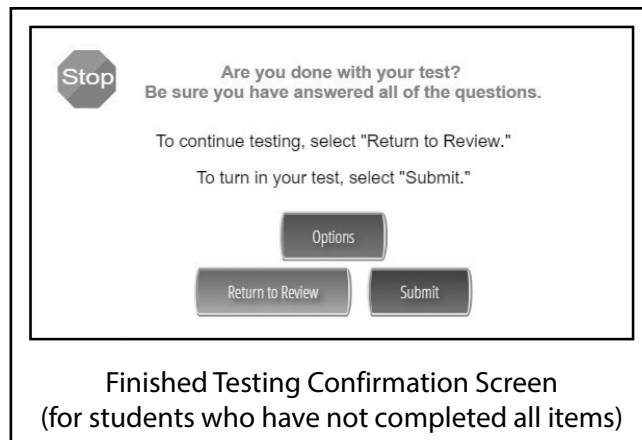 Stop
Are you done with your test?
Be sure you have answered all of the questions.
To continue testing, select "Return to Review."
To turn in your test, select "Submit."
Options
Return to Review
Submit
Finished Testing Confirmation Screen
(for students who have not completed all items)